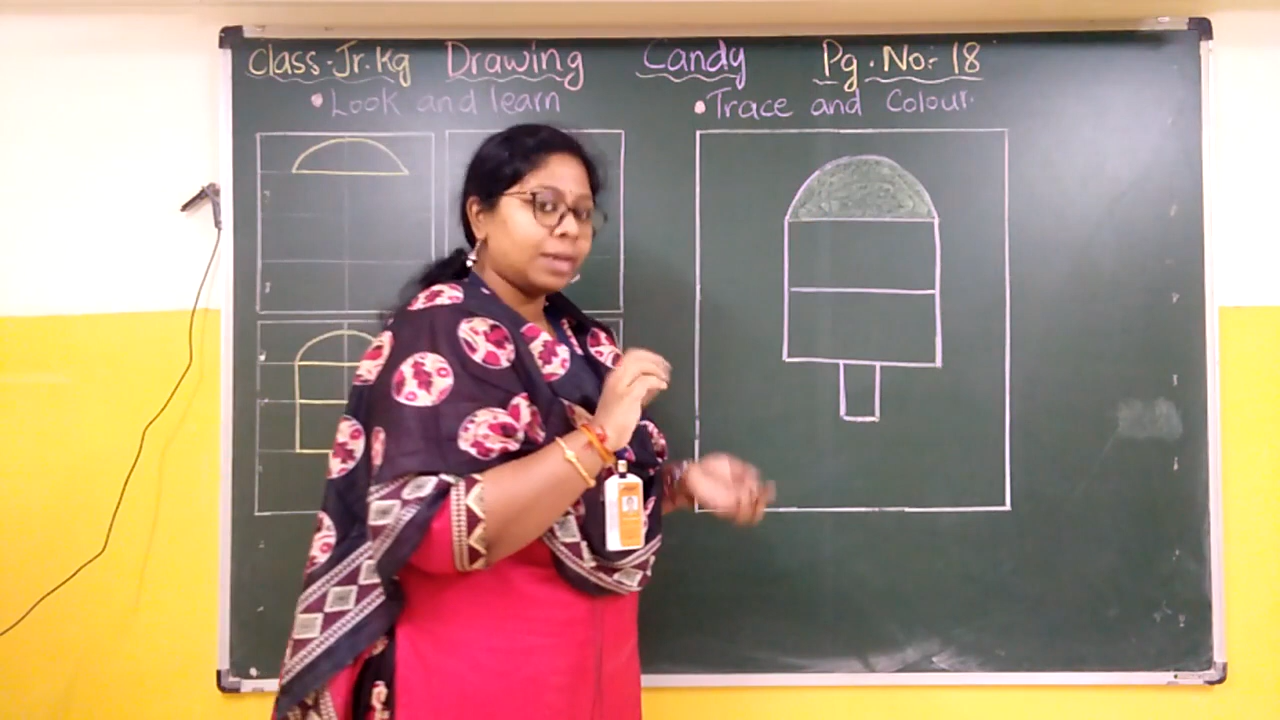 Class-Jr.Kg Drawing Candy Pg.No:-18
•Look and learn •Trace and Colour.